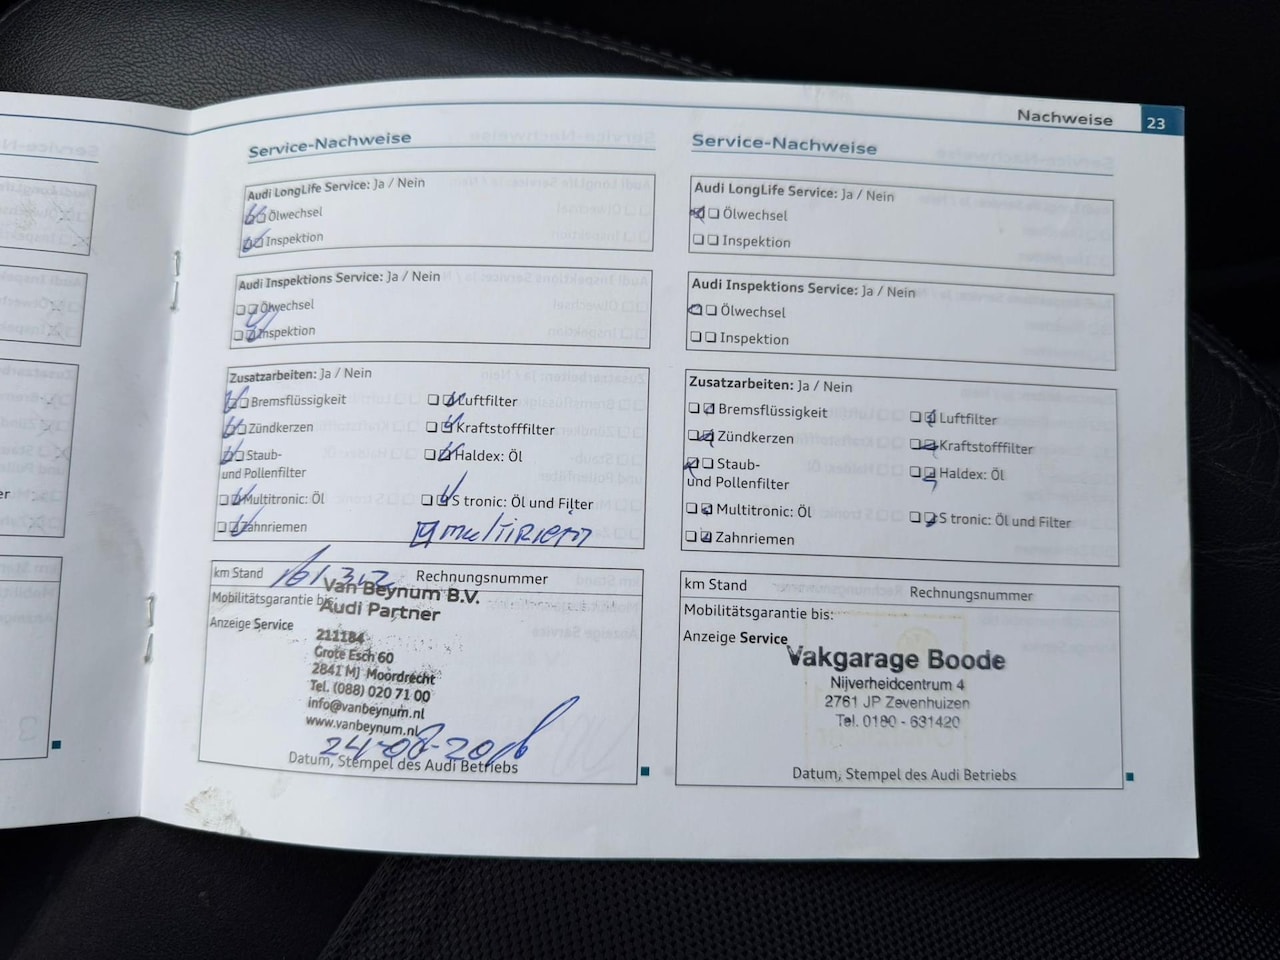 Nachweise 23
Service-Nachweise
Audi LongLife Service: Ja / Nein
Ölwechsel
Inspektion
Audi Inspektions Service: Ja / Nein
Ölwechsel
Inspektion
Zusatzarbeiten: Ja / Nein
Bremsflüssigkeit
Luftfilter
Zündkerzen
Kraftstofffilter
Staub-
und Pollenfilter
Haldex: Öl
Multitronic: Öl
S tronic: Öl und Filter
Zahnriemen
multiriem
km Stand 161.312 Rechnungsnummer
Mobilitätsgarantie bis:
Anzeige Service
Van Beynum B.V.
Audi Partner
211184
Grote Esch 60
2841 MJ Moordrecht
Tel. (088) 020 71 00
info@vanbeynum.nl
www.vanbeynum.nl
24-08-2016
Datum, Stempel des Audi Betriebs
Service-Nachweise
Audi LongLife Service: Ja / Nein
Ölwechsel
Inspektion
Audi Inspektions Service: Ja / Nein
Ölwechsel
Inspektion
Zusatzarbeiten: Ja / Nein
Bremsflüssigkeit
Luftfilter
Zündkerzen
Kraftstofffilter
Staub-
und Pollenfilter
Haldex: Öl
Multitronic: Öl
S tronic: Öl und Filter
Zahnriemen
km Stand Rechnungsnummer
Mobilitätsgarantie bis:
Anzeige Service
Vakgarage Boode
Nijverheidcentrum 4
2761 JP Zevenhuizen
Tel. 0180 - 631420
Datum, Stempel des Audi Betriebs